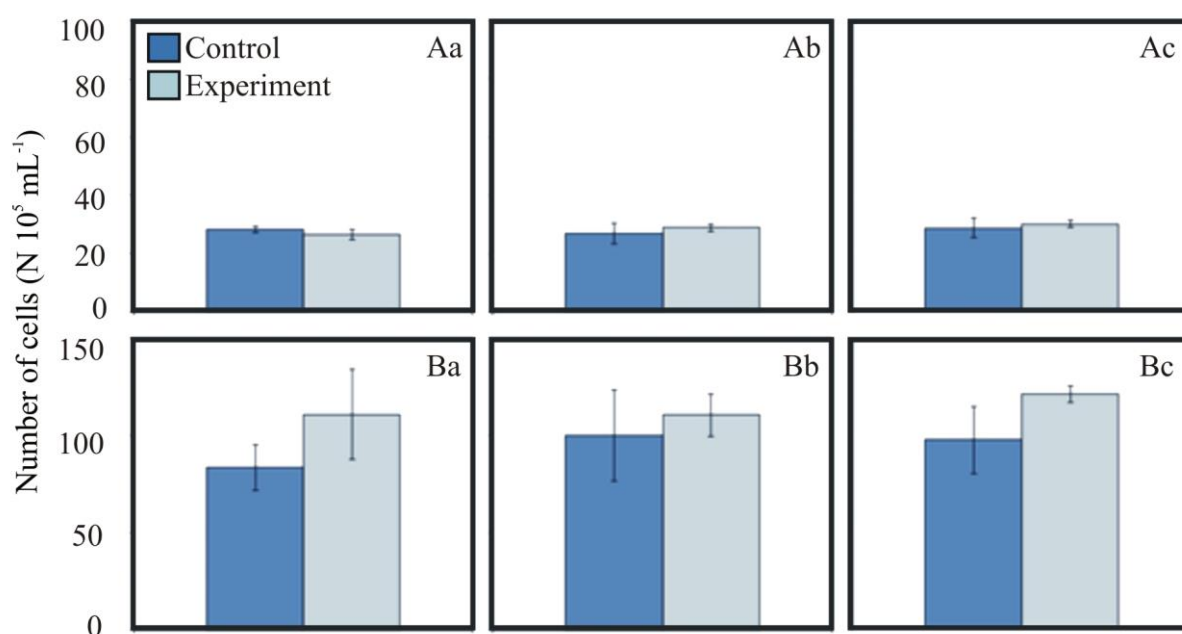 Number of cells (N 10⁵ mL⁻¹)
100
80
60
40
20
0
Control
Experiment
Aa
Ab
Ac
150
100
50
0
Ba
Bb
Bc